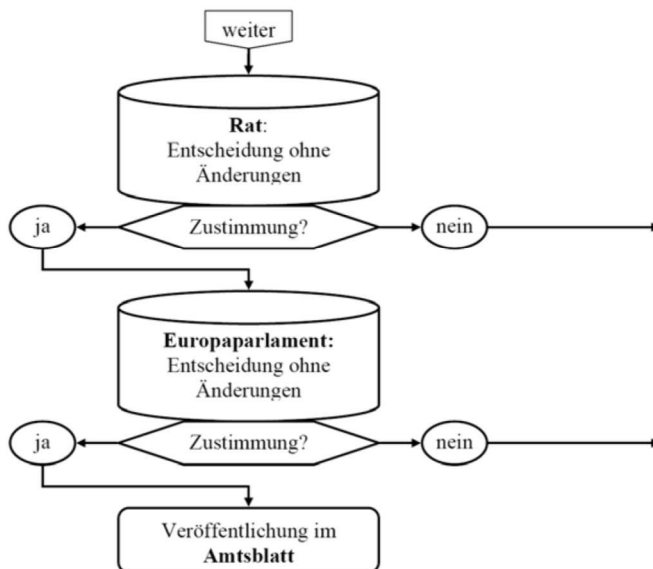 weiter
Rat:
Entscheidung ohne
Änderungen
ja
Zustimmung?
nein
Europaparlament:
Entscheidung ohne
Änderungen
ja
Zustimmung?
nein
Veröffentlichung im
Amtsblatt